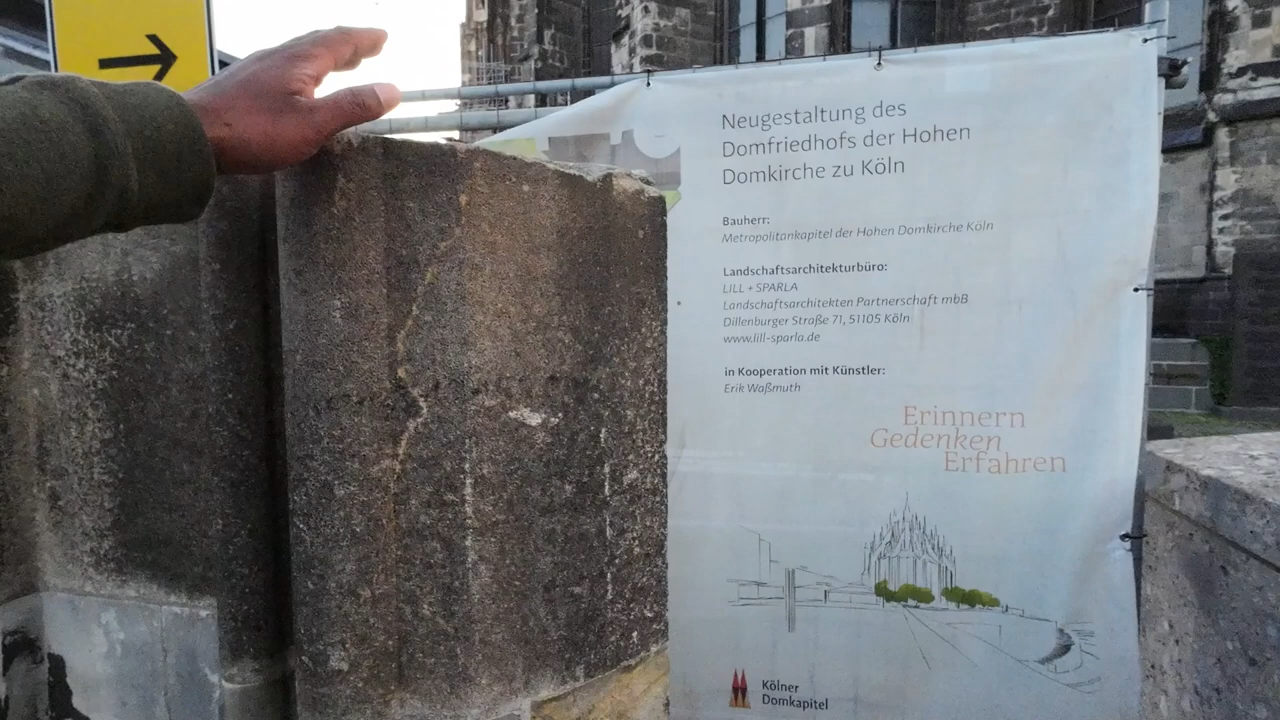 Neugestaltung des
Domfriedhofs der Hohen
Domkirche zu Köln
Bauherr:
Metropolitankapitel der Hohen Domkirche Köln
Landschaftsarchitekturbüro:
LILL + SPARLA
Landschaftsarchitekten Partnerschaft mbB
Dillenburger Straße 71, 51105 Köln
www.lill-sparla.de
in Kooperation mit Künstler:
Erik Waßmuth
Erinnern
Gedenken
Erfahren
Kölner
Domkapitel